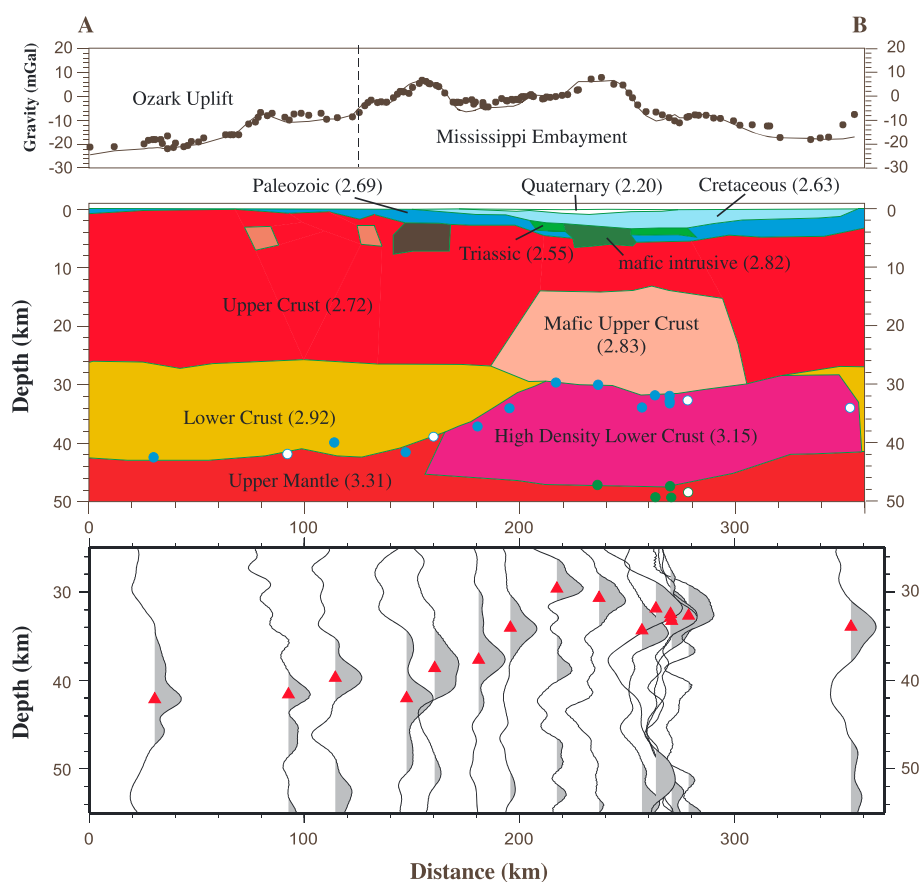 A
B
Gravity (mGal)
20
10
0
-10
-20
-30
20
10
0
-10
-20
-30
Ozark Uplift
Mississippi Embayment
Paleozoic (2.69)
Quaternary (2.20)
Cretaceous (2.63)
Depth (km)
0
10
20
30
40
50
0
10
20
30
40
50
Triassic (2.55)
mafic intrusive (2.82)
Upper Crust (2.72)
Mafic Upper Crust
(2.83)
Lower Crust (2.92)
High Density Lower Crust (3.15)
Upper Mantle (3.31)
0
100
200
300
Depth (km)
30
40
50
30
40
50
0
100
200
300
Distance (km)